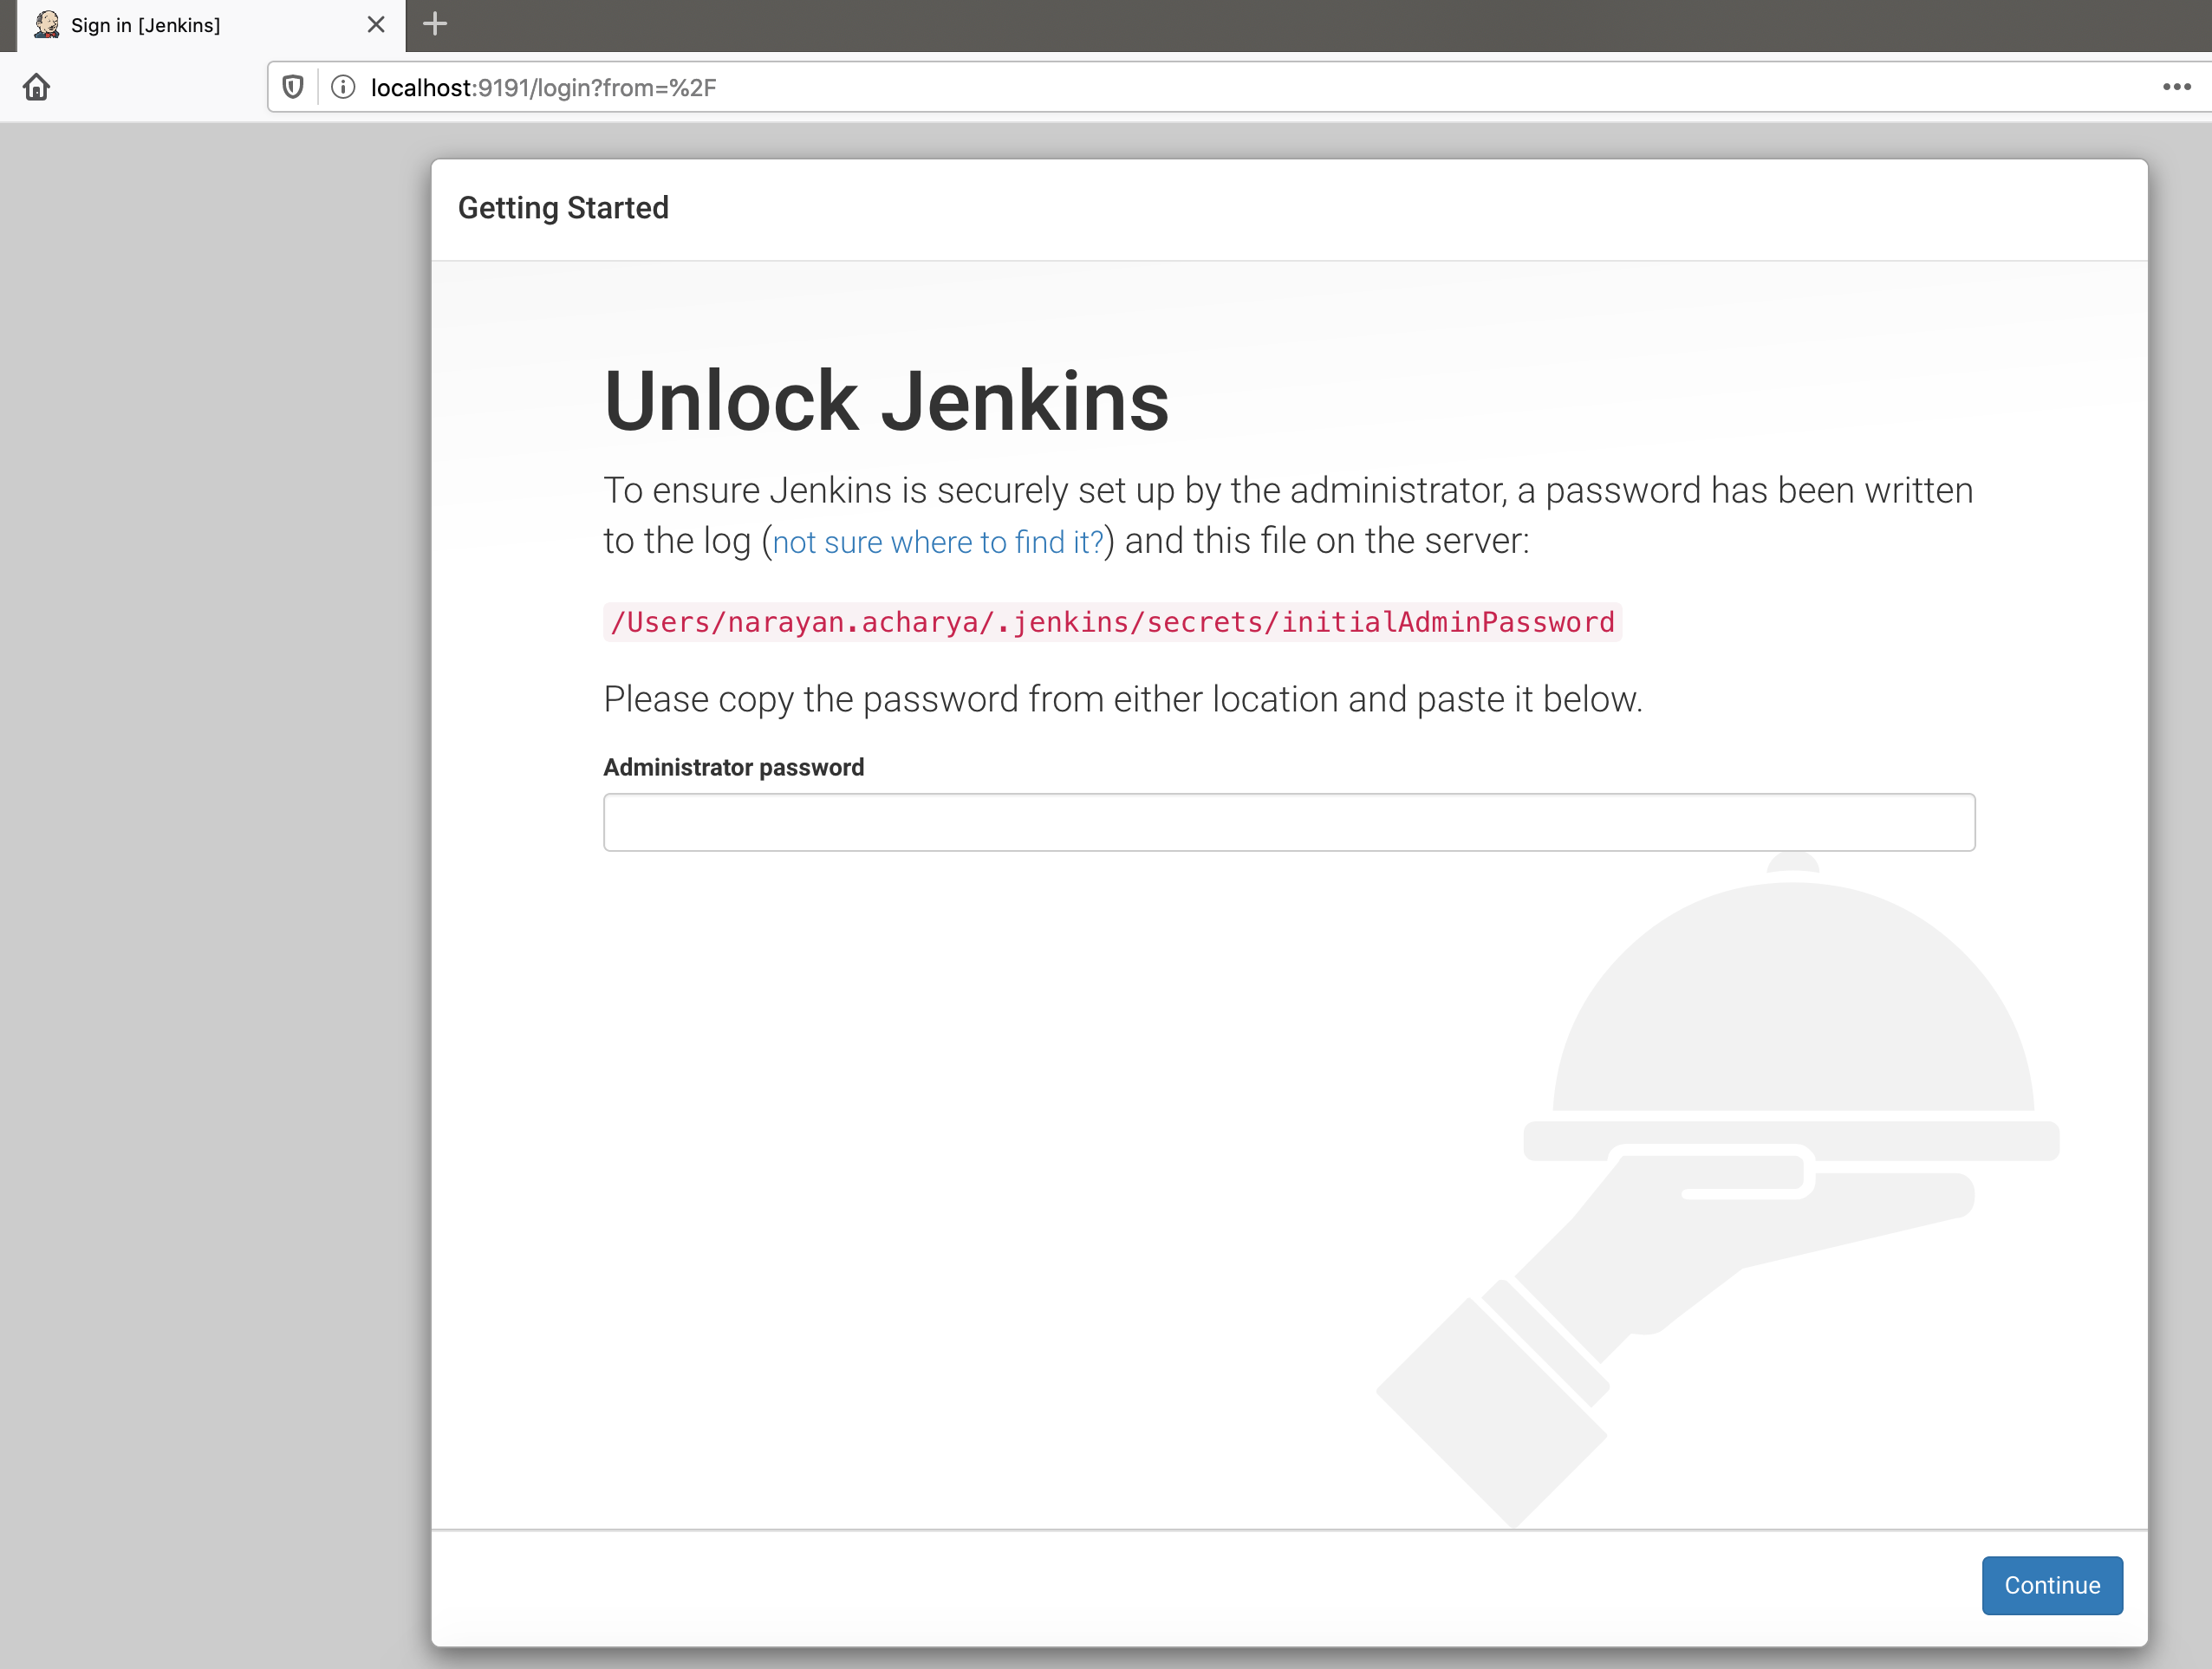 Sign in [Jenkins]
localhost:9191/login?from=%2F
Getting Started
Unlock Jenkins
To ensure Jenkins is securely set up by the administrator, a password has been written
to the log (not sure where to find it?) and this file on the server:
/Users/narayan.acharya/.jenkins/secrets/initialAdminPassword
Please copy the password from either location and paste it below.
Administrator password
Continue